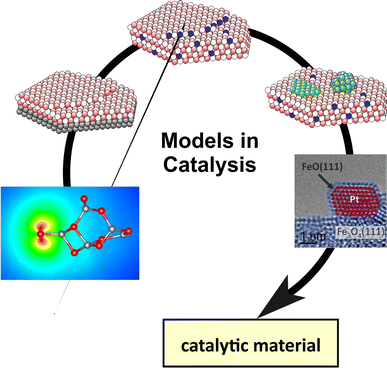 Models in
Catalysis
FeO(111)
Pt
Fe₃O₄(111)
1 nm
catalytic material